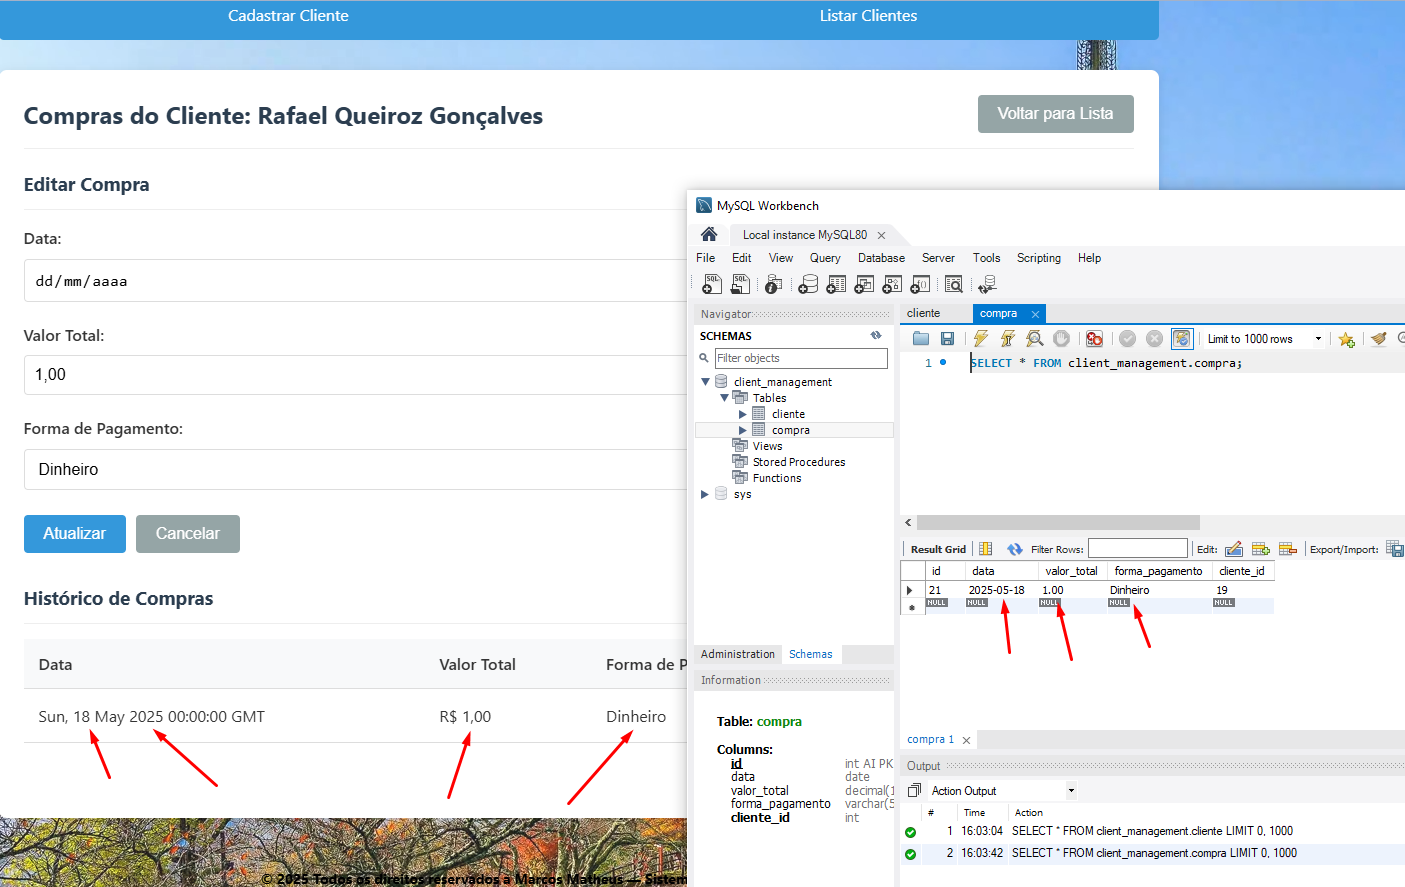 Cadastrar Cliente
Listar Clientes
Compras do Cliente: Rafael Queiroz Gonçalves
Voltar para Lista
Editar Compra
Data:
dd/mm/aaaa
Valor Total:
1,00
Forma de Pagamento:
Dinheiro
Atualizar
Cancelar
Histórico de Compras
Data
Valor Total
Forma de P
Sun, 18 May 2025 00:00:00 GMT
R$ 1,00
Dinheiro
© 2025 Todos os direitos reservados a Marcos Matheus — Sistem
MySQL Workbench
Local instance MySQL80
File Edit View Query Database Server Tools Scripting Help
Navigator
SCHEMAS
Filter objects
client_management
Tables
cliente
compra
Views
Stored Procedures
Functions
sys
Administration Schemas
Information
Table: compra
Columns:
id int AI PK
data date
valor_total decimal(1
forma_pagamento varchar(5
cliente_id int
cliente compra
Limit to 1000 rows
1 SELECT * FROM client_management.compra;
Result Grid Filter Rows: Edit: Export/Import:
id data valor_total forma_pagamento cliente_id
21 2025-05-18 1.00 Dinheiro 19
NULL NULL NULL NULL NULL
compra 1
Output
Action Output
# Time Action
1 16:03:04 SELECT * FROM client_management.cliente LIMIT 0, 1000
2 16:03:42 SELECT * FROM client_management.compra LIMIT 0, 1000